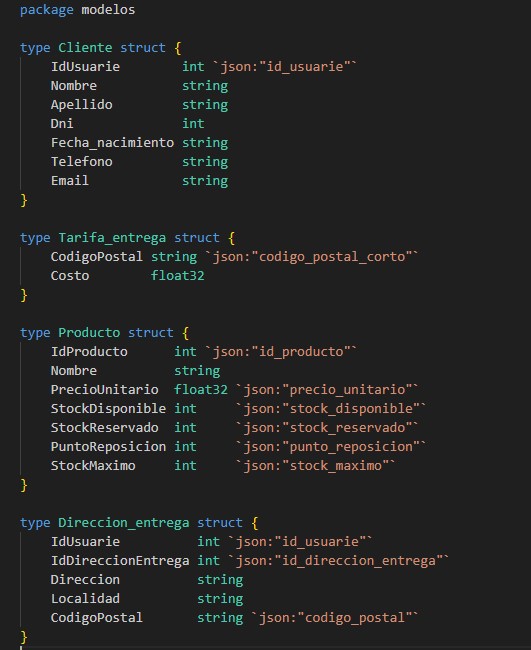 package modelos
type Cliente struct {
IdUsuarie int `json:"id_usuarie"`
Nombre string
Apellido string
Dni int
Fecha_nacimiento string
Telefono string
Email string
}
type Tarifa_entrega struct {
CodigoPostal string `json:"codigo_postal_corto"`
Costo float32
}
type Producto struct {
IdProducto int `json:"id_producto"`
Nombre string
PrecioUnitario float32 `json:"precio_unitario"`
StockDisponible int `json:"stock_disponible"`
StockReservado int `json:"stock_reservado"`
PuntoReposicion int `json:"punto_reposicion"`
StockMaximo int `json:"stock_maximo"`
}
type Direccion_entrega struct {
IdUsuarie int `json:"id_usuarie"`
IdDireccionEntrega int `json:"id_direccion_entrega"`
Direccion string
Localidad string
CodigoPostal string `json:"codigo_postal"`
}